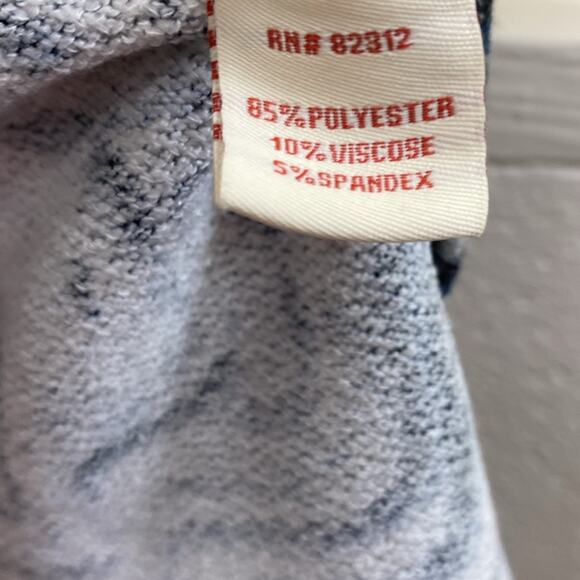 RN# 82312
85%POLYESTER
10%VISCOSE
5%SPANDEX